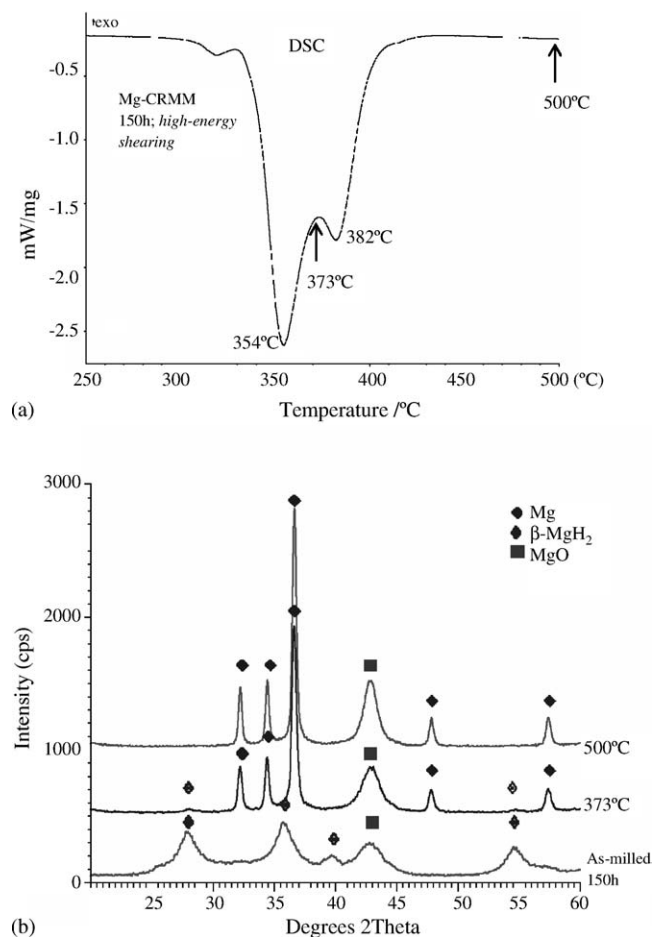 exo
DSC
-0.5
Mg-CRMM
150h; high-energy
shearing
500ºC
-1.0
mW/mg
-1.5
382ºC
373ºC
-2.0
-2.5
354ºC
250
300
350
400
450
500 (ºC)
(a)
Temperature /ºC
3000
Mg
β-MgH2
MgO
2000
Intensity (cps)
500ºC
1000
373ºC
As-milled
150h
0
25
30
35
40
45
50
55
60
(b)
Degrees 2Theta